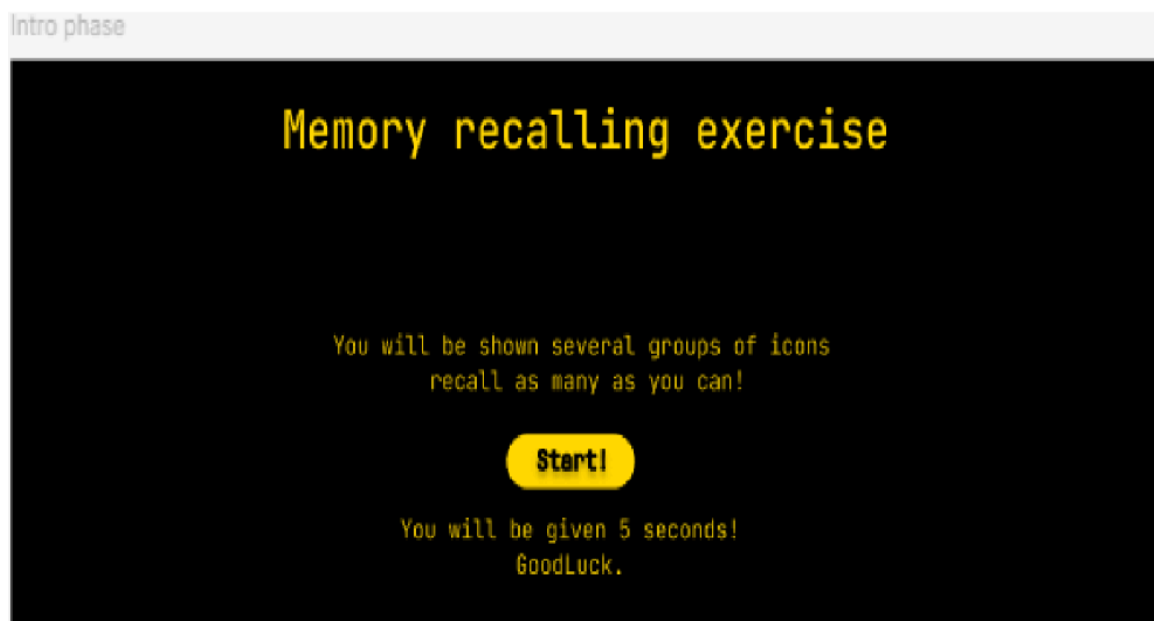 Intro phase
Memory recalling exercise
You will be shown several groups of icons
recall as many as you can!
Start!
You will be given 5 seconds!
GoodLuck.